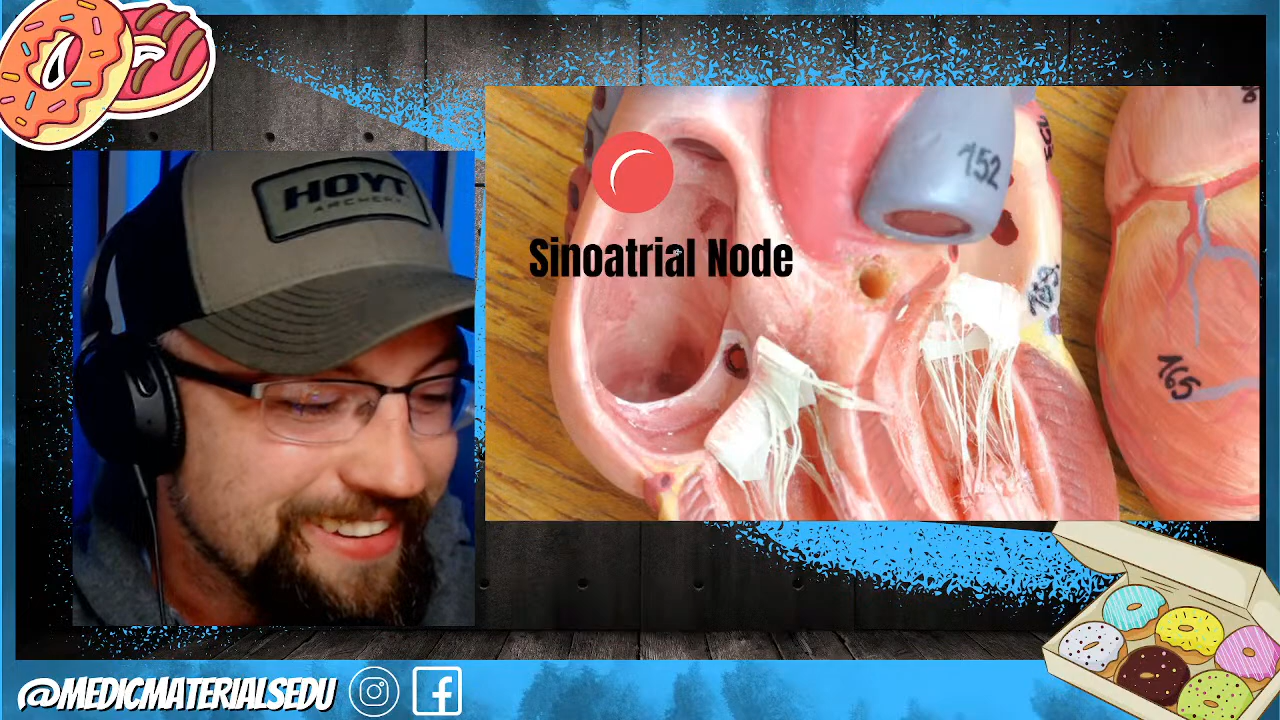 HOYT
ARCHERY
152
Sinoatrial Node
165
@MEDICMATERIALSEDU